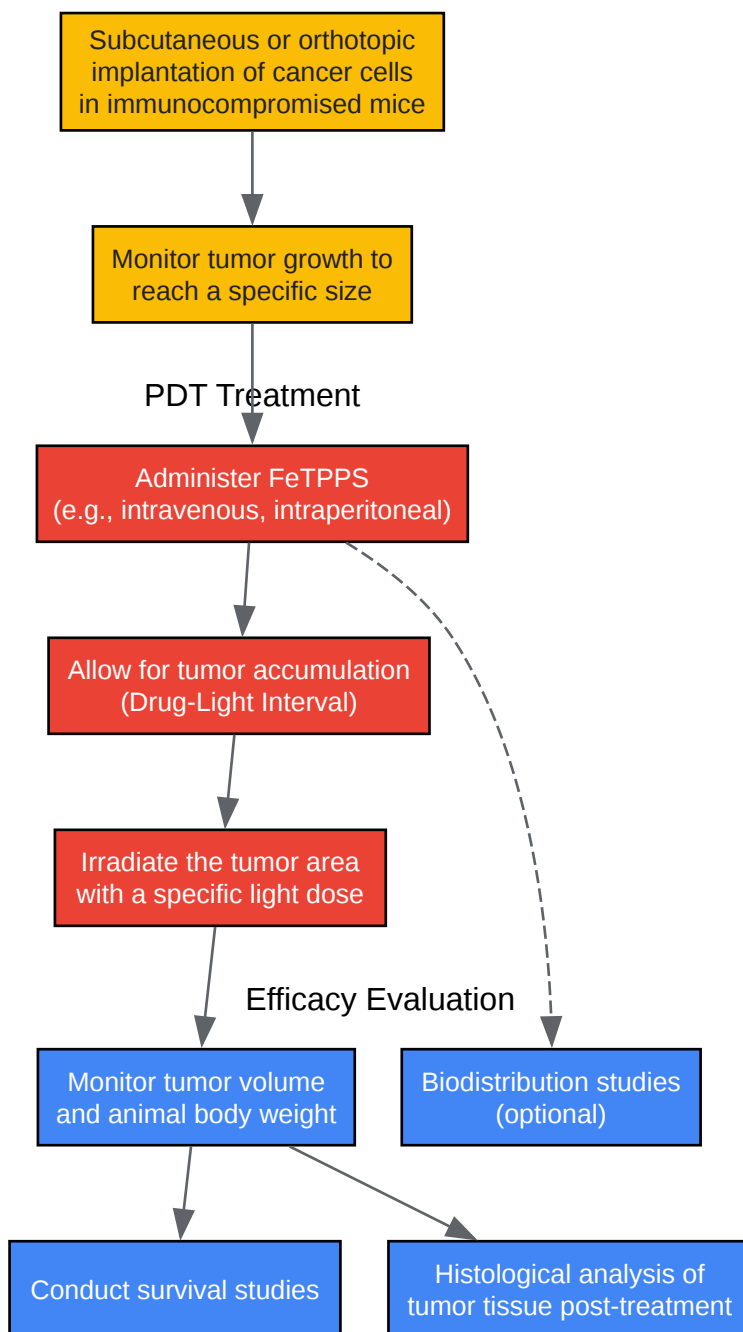 Subcutaneous or orthotopic
implantation of cancer cells
in immunocompromised mice
Monitor tumor growth to
reach a specific size
PDT Treatment
Administer FeTPPS
(e.g., intravenous, intraperitoneal)
Allow for tumor accumulation
(Drug-Light Interval)
Irradiate the tumor area
with a specific light dose
Efficacy Evaluation
Monitor tumor volume
and animal body weight
Biodistribution studies
(optional)
Conduct survival studies
Histological analysis of
tumor tissue post-treatment